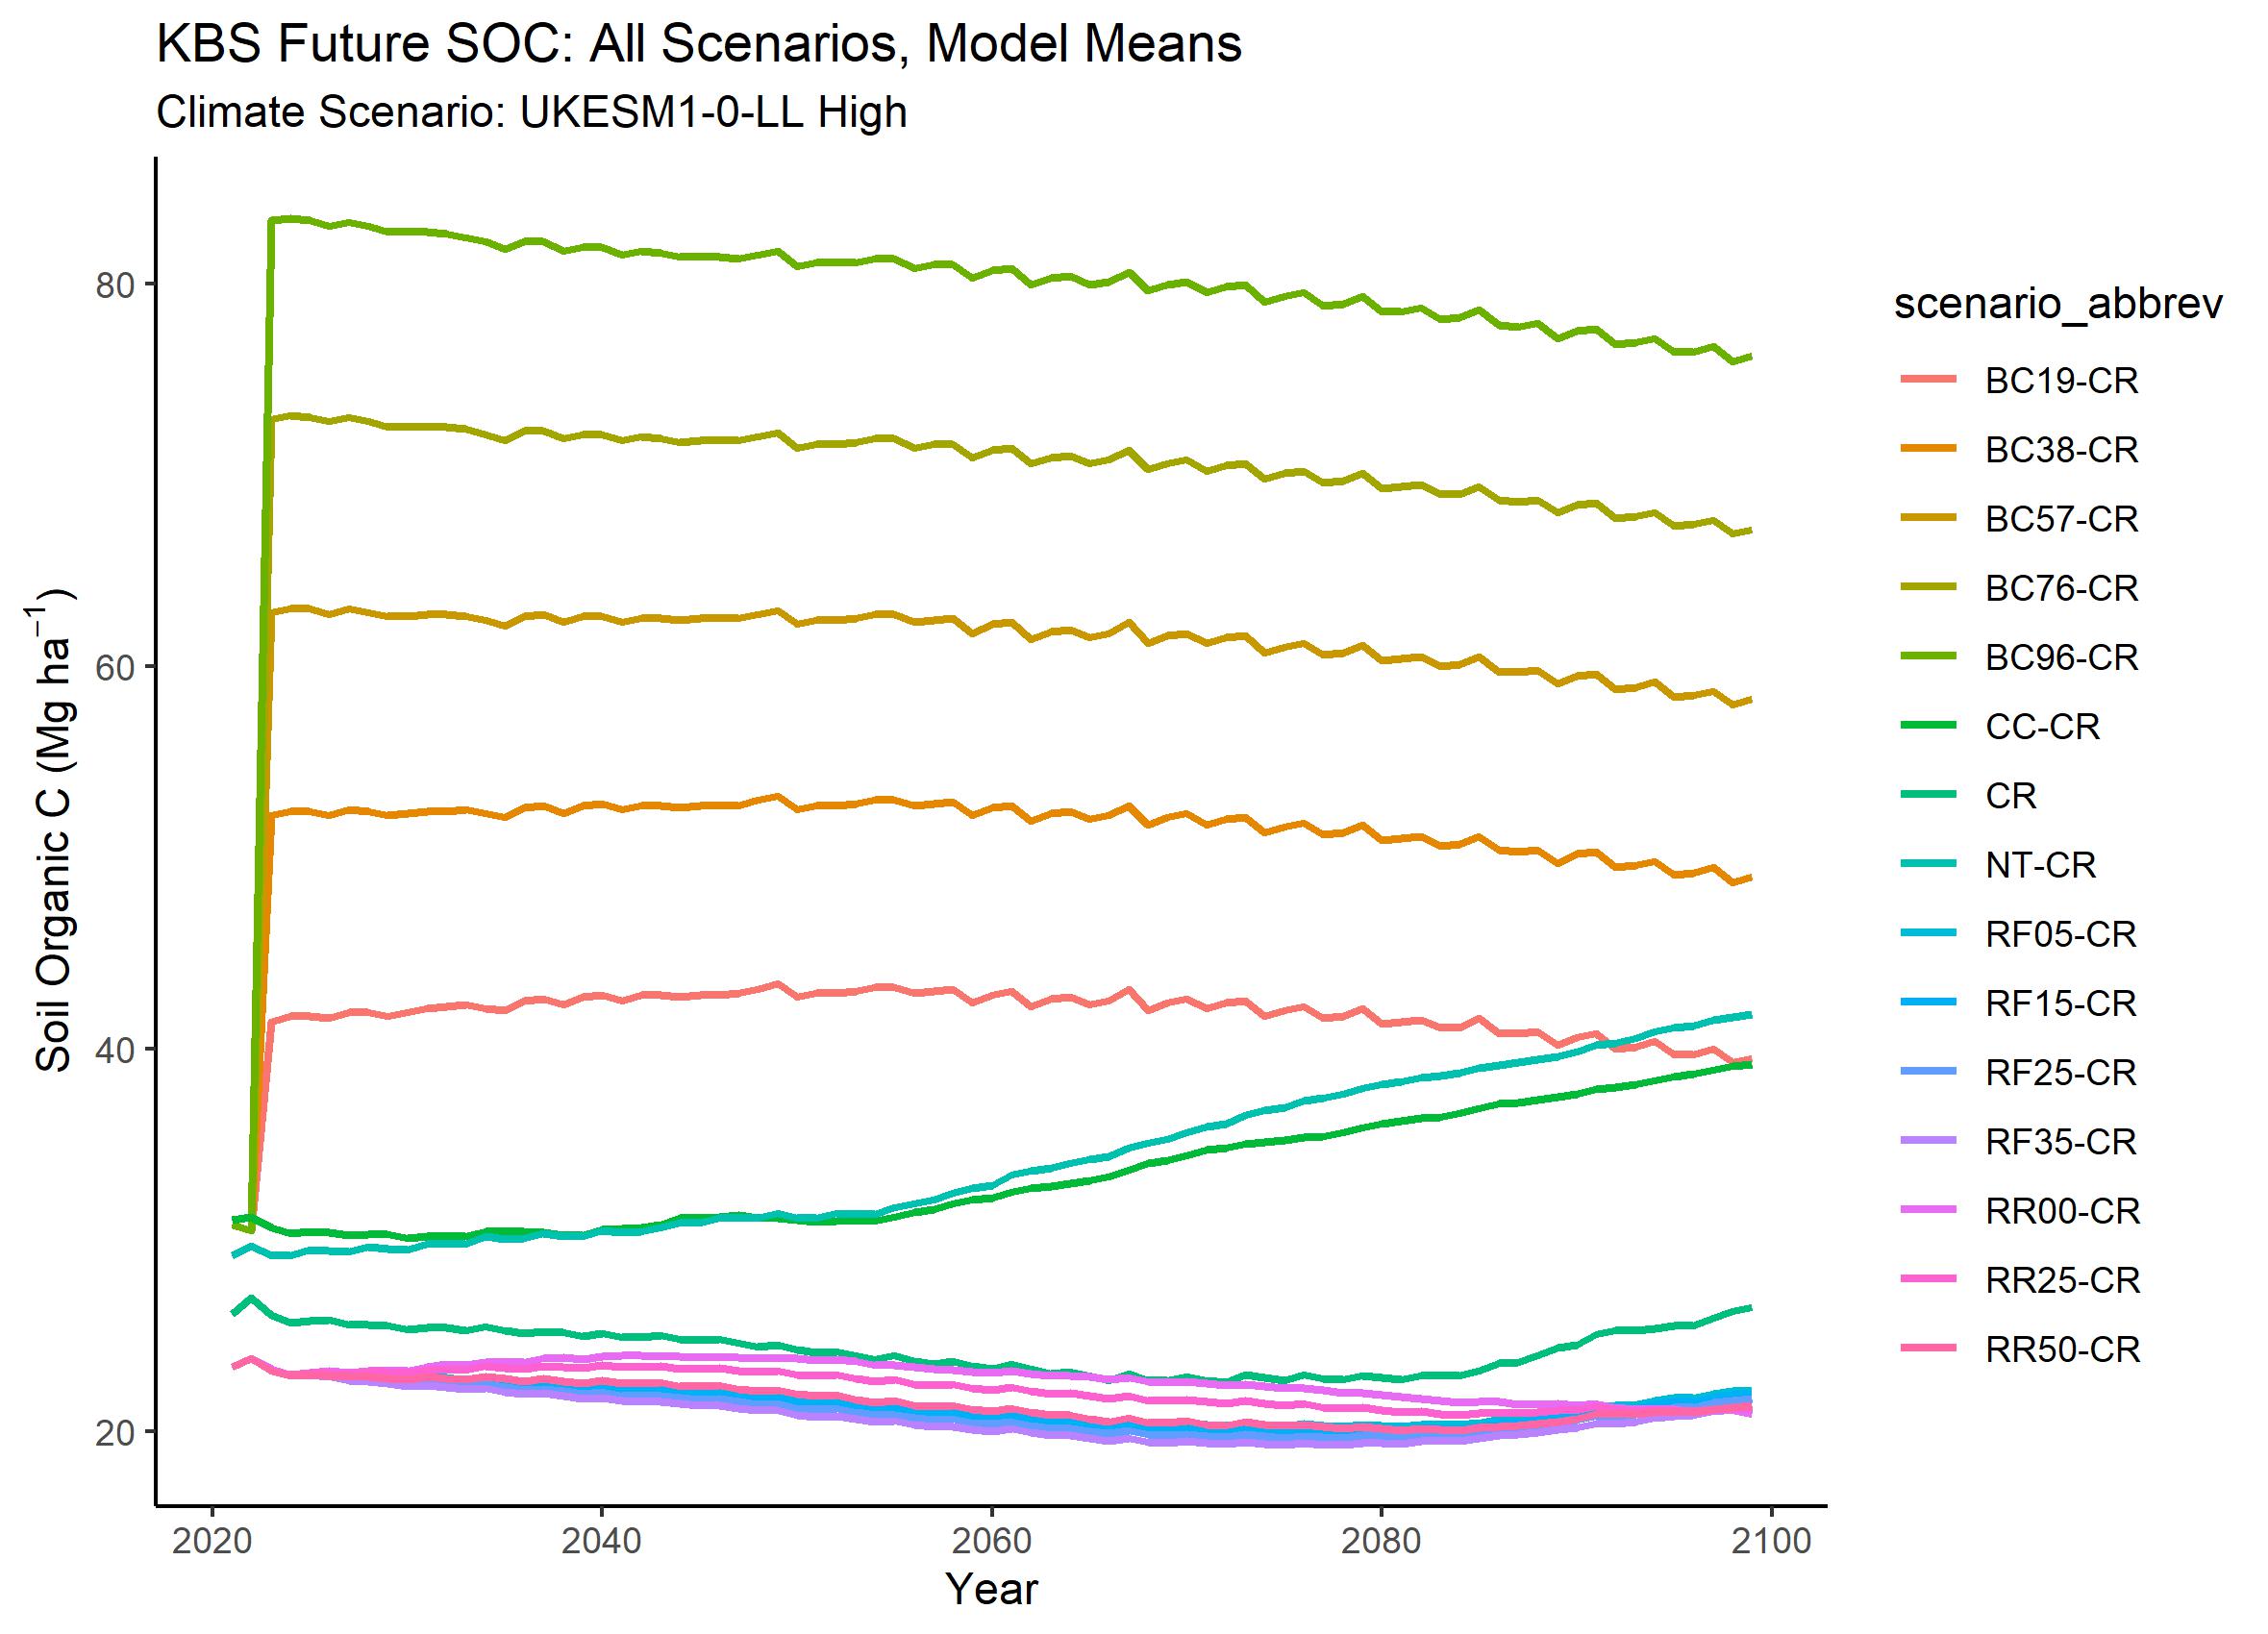 KBS Future SOC: All Scenarios, Model Means
Climate Scenario: UKESM1-0-LL High
Soil Organic C (Mg ha⁻¹)
80
60
40
20
2020 2040 2060 2080 2100
Year
scenario_abbrev
BC19-CR
BC38-CR
BC57-CR
BC76-CR
BC96-CR
CC-CR
CR
NT-CR
RF05-CR
RF15-CR
RF25-CR
RF35-CR
RR00-CR
RR25-CR
RR50-CR